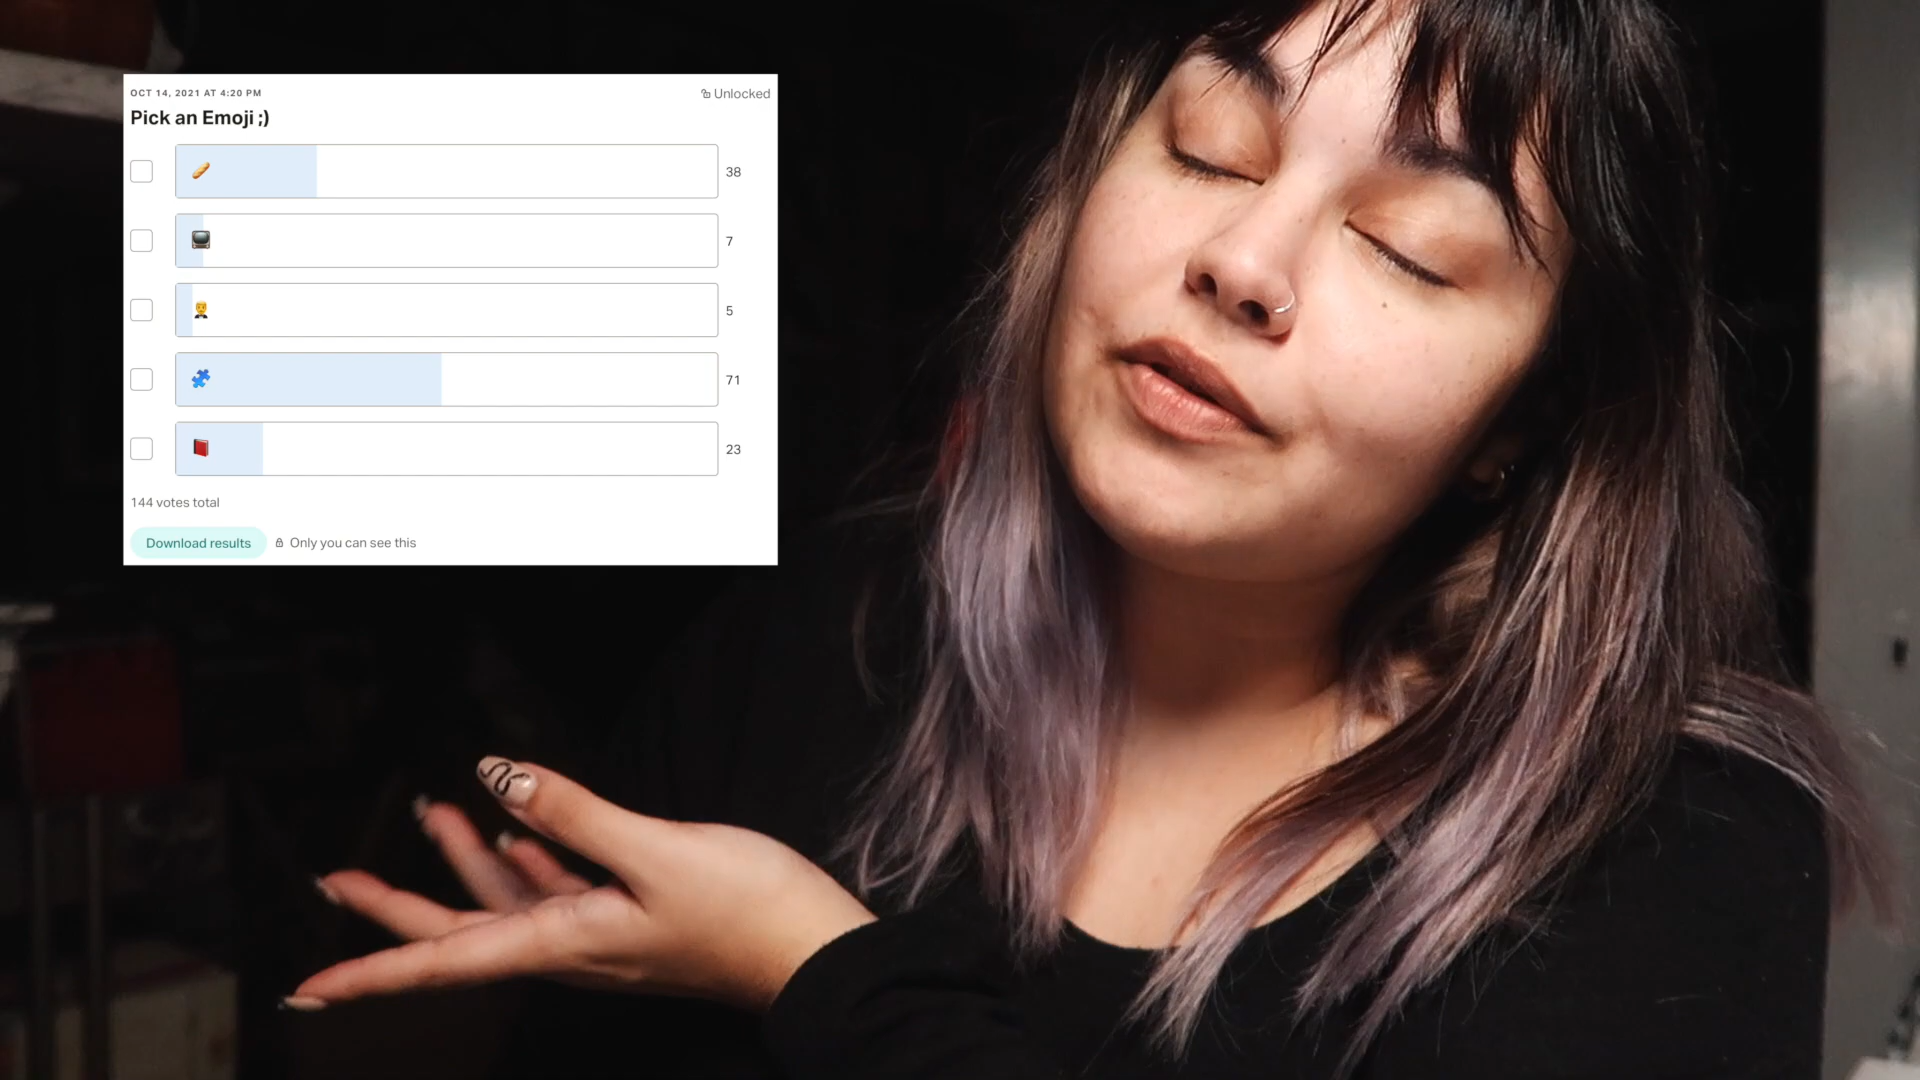 OCT 14, 2021 AT 4:20 PM
Unlocked
Pick an Emoji ;)
38
7
5
71
23
144 votes total
Download results
Only you can see this